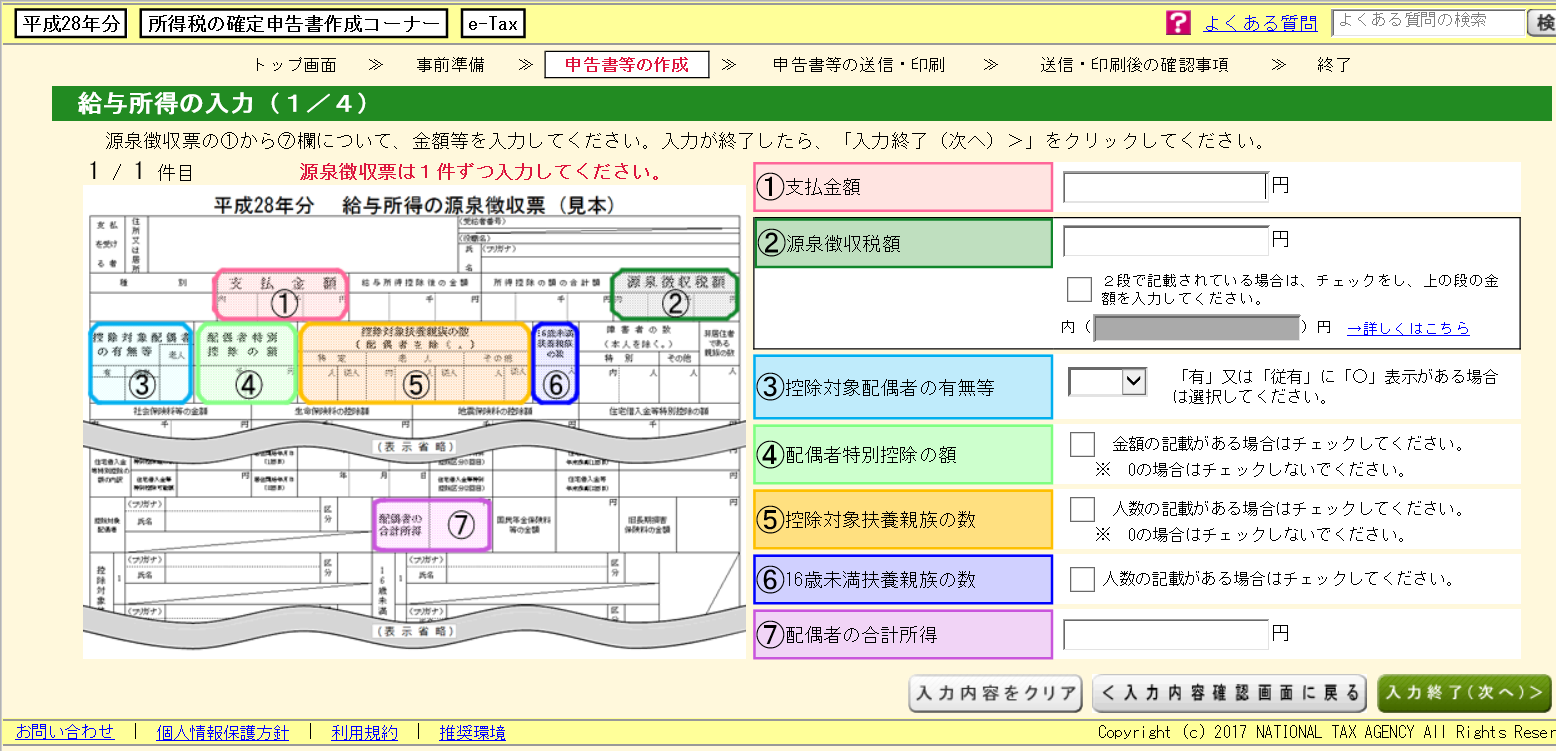 平成28年分 所得税の確定申告書作成コーナー e-Tax ? よくある質問 よくある質問の検索 検
トップ画面 ≫ 事前準備 ≫ 申告書等の作成 ≫ 申告書等の送信・印刷 ≫ 送信・印刷後の確認事項 ≫ 終了
給与所得の入力（１／４）
源泉徴収票の①から⑦欄について、金額等を入力してください。入力が終了したら、「入力終了（次へ）＞」をクリックしてください。
1 / 1 件目 源泉徴収票は１件ずつ入力してください。
平成28年分 給与所得の源泉徴収票（見本）
支払
を受け
る者
住所又は居所
（受給者番号）
（役職名）
氏名 （フリガナ）
種 別 支払金額 給与所得控除後の金額 所得控除の額の合計額 源泉徴収税額
① ②
控除対象配偶者の有無等 老人 配偶者特別控除の額 控除対象扶養親族の数（配偶者を除く。） 16歳未満扶養親族の数 障害者の数（本人を除く。） 非居住者である親族の数
特定 老人 その他 特別 その他
③ ④ ⑤ ⑥
社会保険料等の金額 生命保険料の控除額 地震保険料の控除額 住宅借入金等特別控除の額
（表示省略）
配偶者の合計所得 ⑦ 国民年金保険料等の金額 旧長期損害保険料の金額
控除対象配偶者 （フリガナ） 氏名 区分
（フリガナ） 氏名 区分 （フリガナ） 氏名 区分
（フリガナ） （フリガナ）
（表示省略）
①支払金額 円
②源泉徴収税額 円
２段で記載されている場合は、チェックをし、上の段の金
額を入力してください。
内（ ）円 →詳しくはこちら
③控除対象配偶者の有無等 「有」又は「従有」に「○」表示がある場合
は選択してください。
④配偶者特別控除の額 金額の記載がある場合はチェックしてください。
※ 0の場合はチェックしないでください。
⑤控除対象扶養親族の数 人数の記載がある場合はチェックしてください。
※ 0の場合はチェックしないでください。
⑥16歳未満扶養親族の数 人数の記載がある場合はチェックしてください。
⑦配偶者の合計所得 円
入力内容をクリア ＜入力内容確認画面に戻る 入力終了（次へ）＞
お問い合わせ | 個人情報保護方針 | 利用規約 | 推奨環境 Copyright (c) 2017 NATIONAL TAX AGENCY All Rights Reser